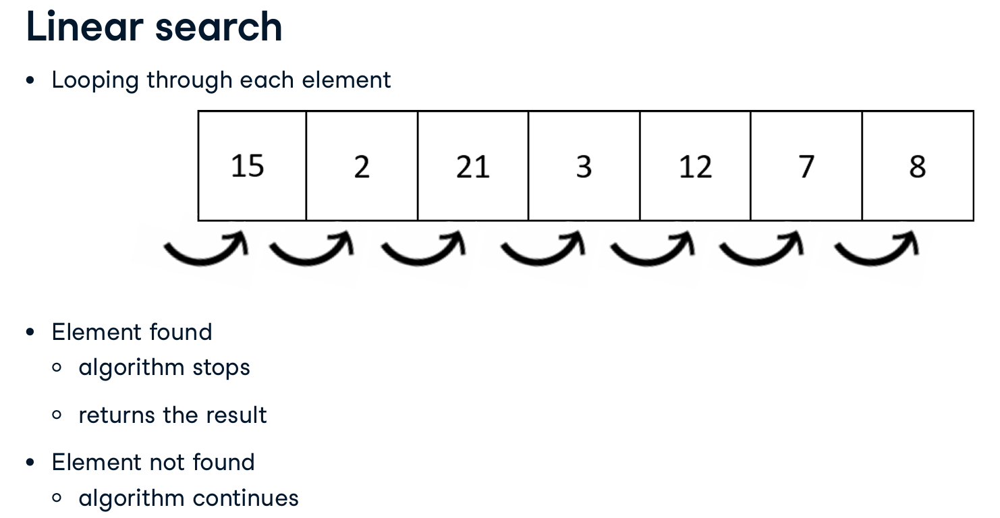 Linear search
• Looping through each element
15 2 21 3 12 7 8
• Element found
○ algorithm stops
○ returns the result
• Element not found
○ algorithm continues